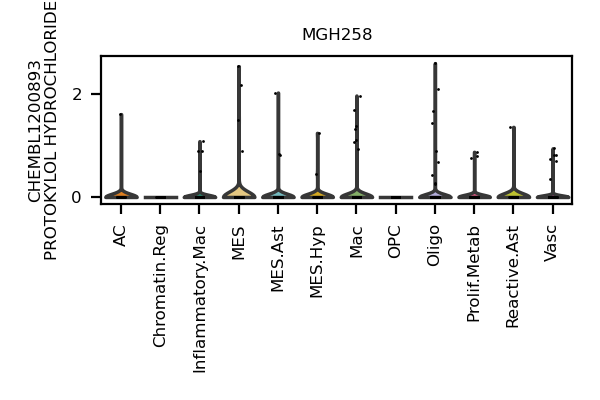 MGH258
CHEMBL1200893
PROTOKYLOL HYDROCHLORIDE
2
0
AC
Chromatin.Reg
Inflammatory.Mac
MES
MES.Ast
MES.Hyp
Mac
OPC
Oligo
Prolif.Metab
Reactive.Ast
Vasc